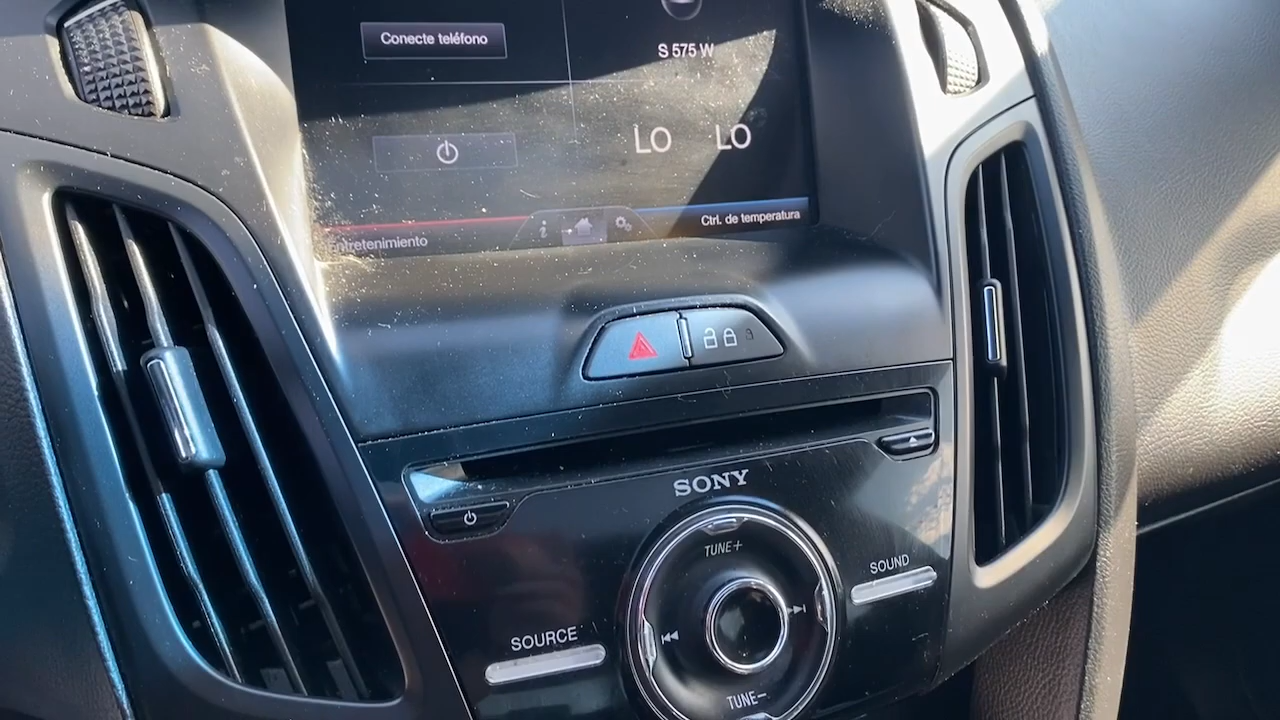 Conecte teléfono
S 575 W
LO LO
Entretenimiento
Ctrl. de temperatura
SONY
TUNE+
SOUND
SOURCE
TUNE-